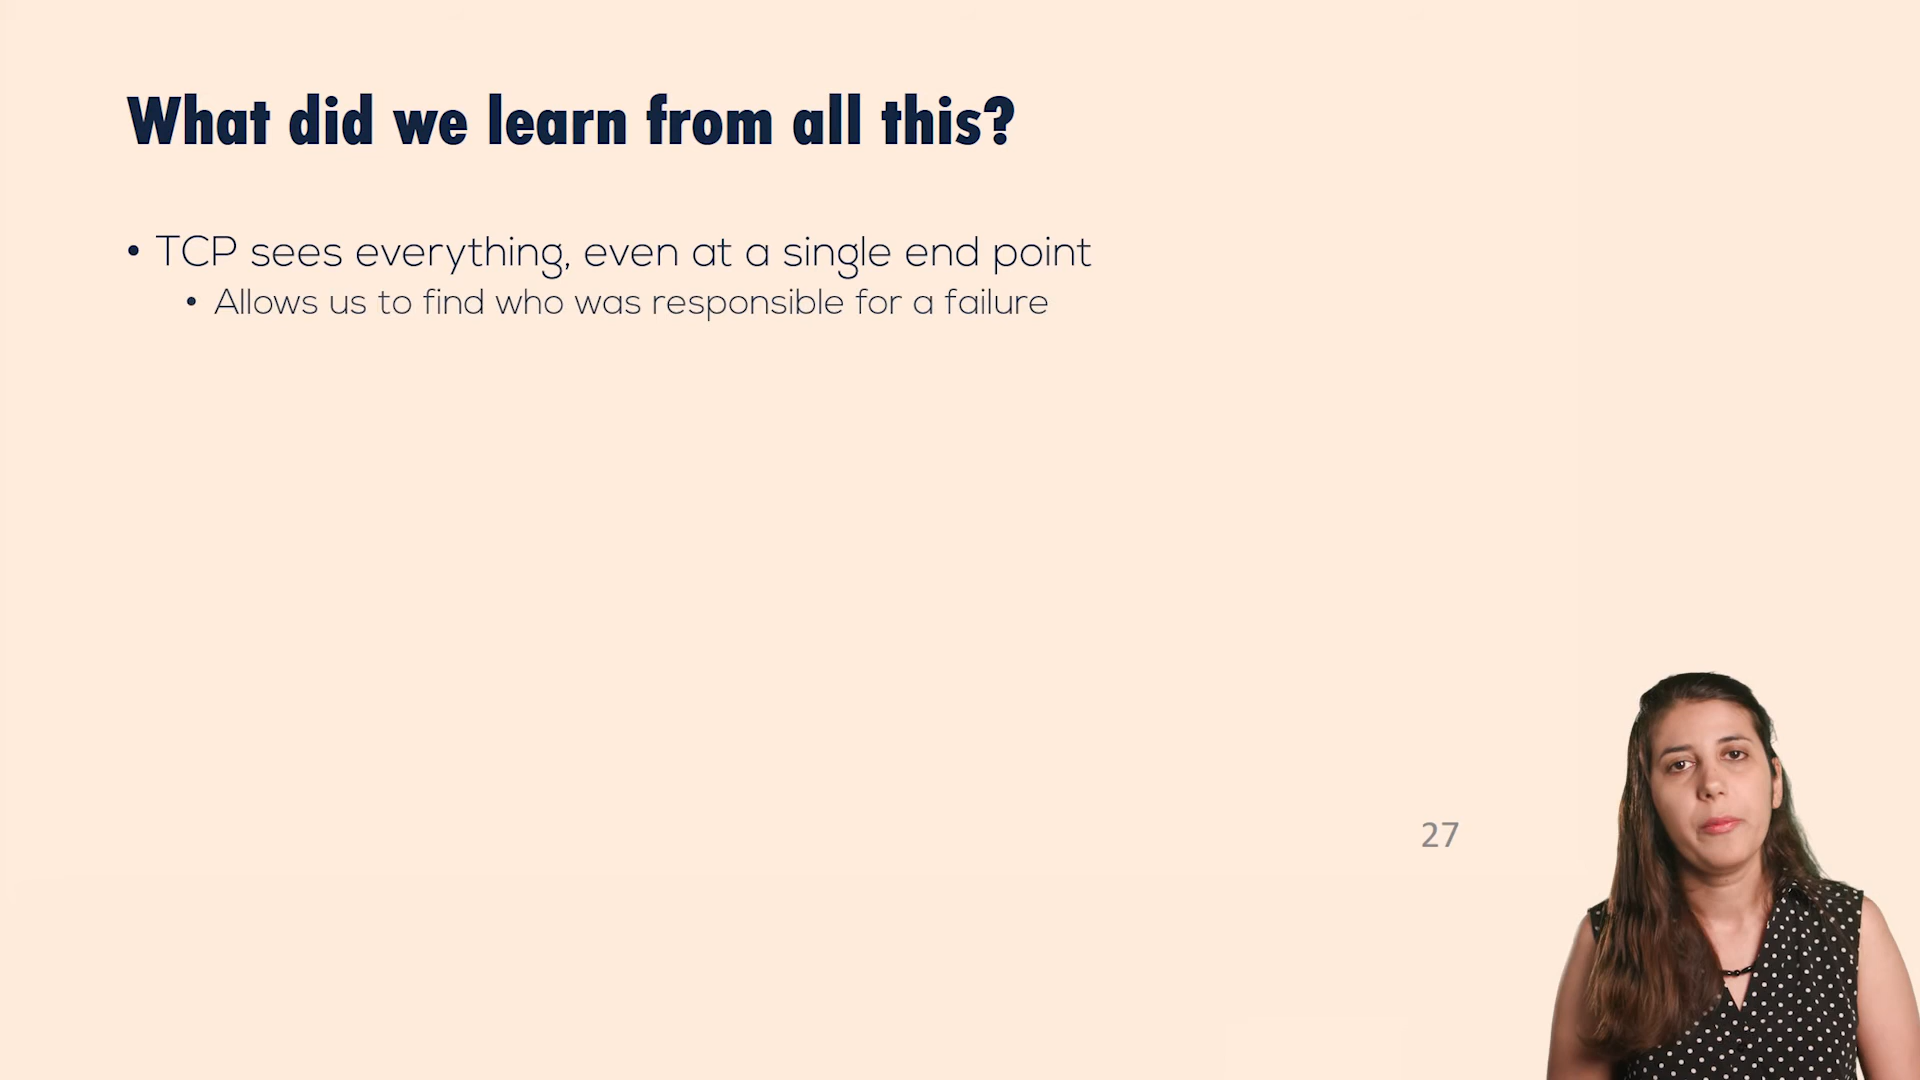 What did we learn from all this?
• TCP sees everything, even at a single end point
• Allows us to find who was responsible for a failure
27